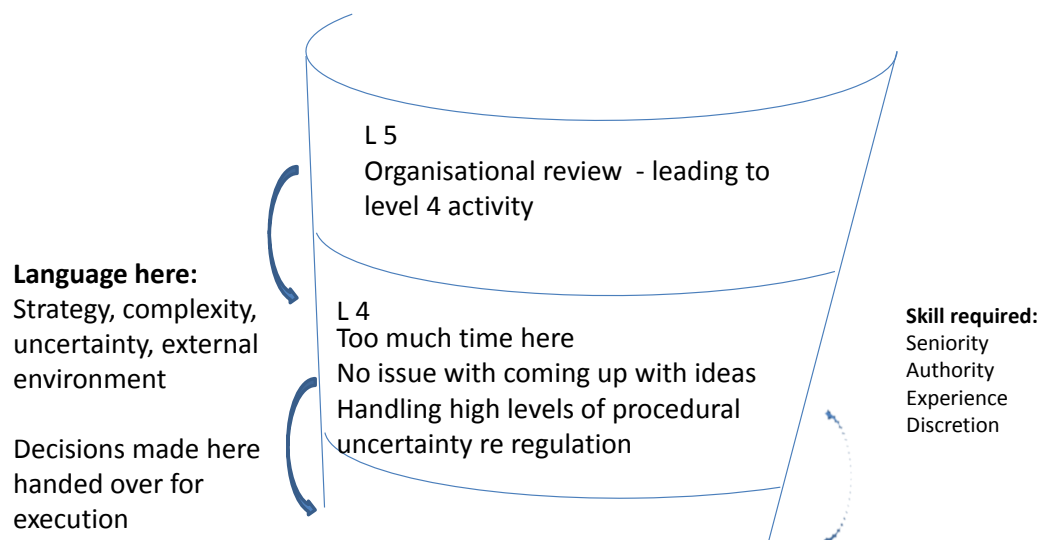 L 5
Organisational review - leading to
level 4 activity
Language here:
Strategy, complexity,
uncertainty, external
environment
Decisions made here
handed over for
execution
L 4
Too much time here
No issue with coming up with ideas
Handling high levels of procedural
uncertainty re regulation
Skill required:
Seniority
Authority
Experience
Discretion